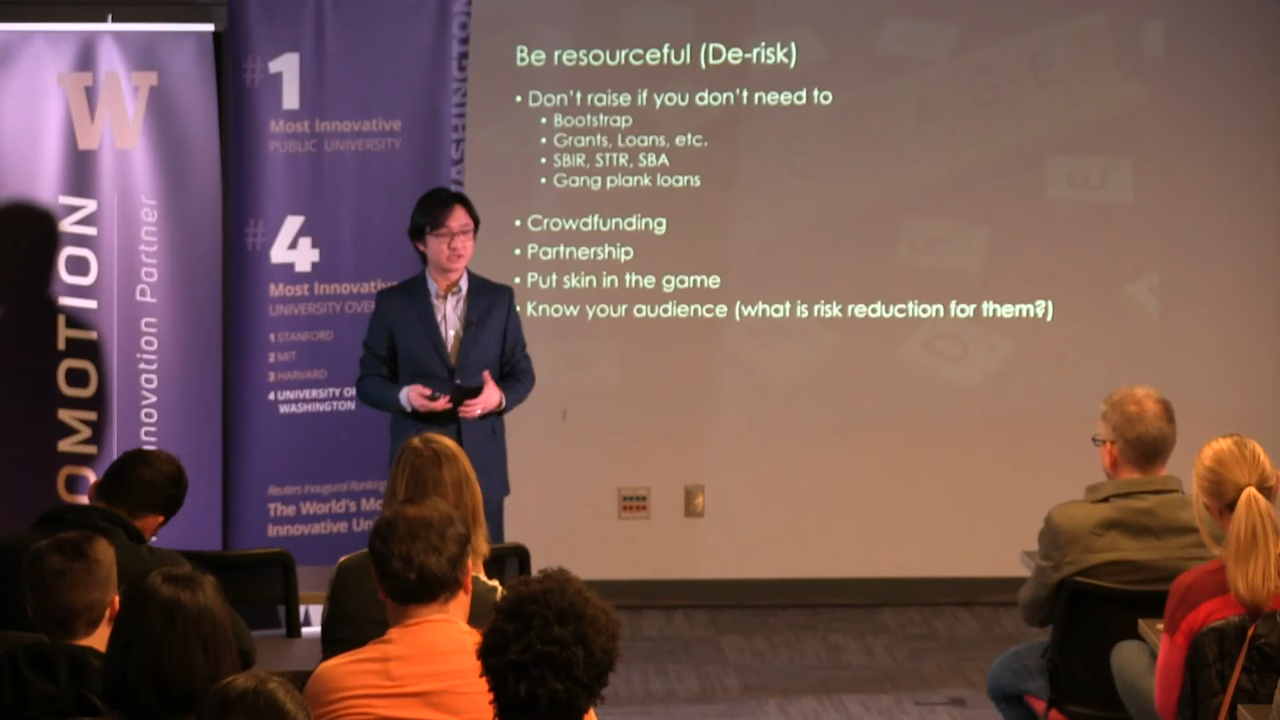 W
OMOTION
nnovation Partner
#1
Most Innovative
PUBLIC UNIVERSITY
#4
Most Innovative
UNIVERSITY
1 STANFORD
2 MIT
3 HARVARD
4 UNIVERSITY OF
WASHINGTON
Reuters Inaugural Ranking
The World's
Innovative
WASHINGTON
Be resourceful (De-risk)
• Don't raise if you don't need to
• Bootstrap
• Grants, Loans, etc.
• SBIR, STTR, SBA
• Gang plank loans
• Crowdfunding
• Partnership
• Put skin in the game
• Know your audience (what is risk reduction for them?)